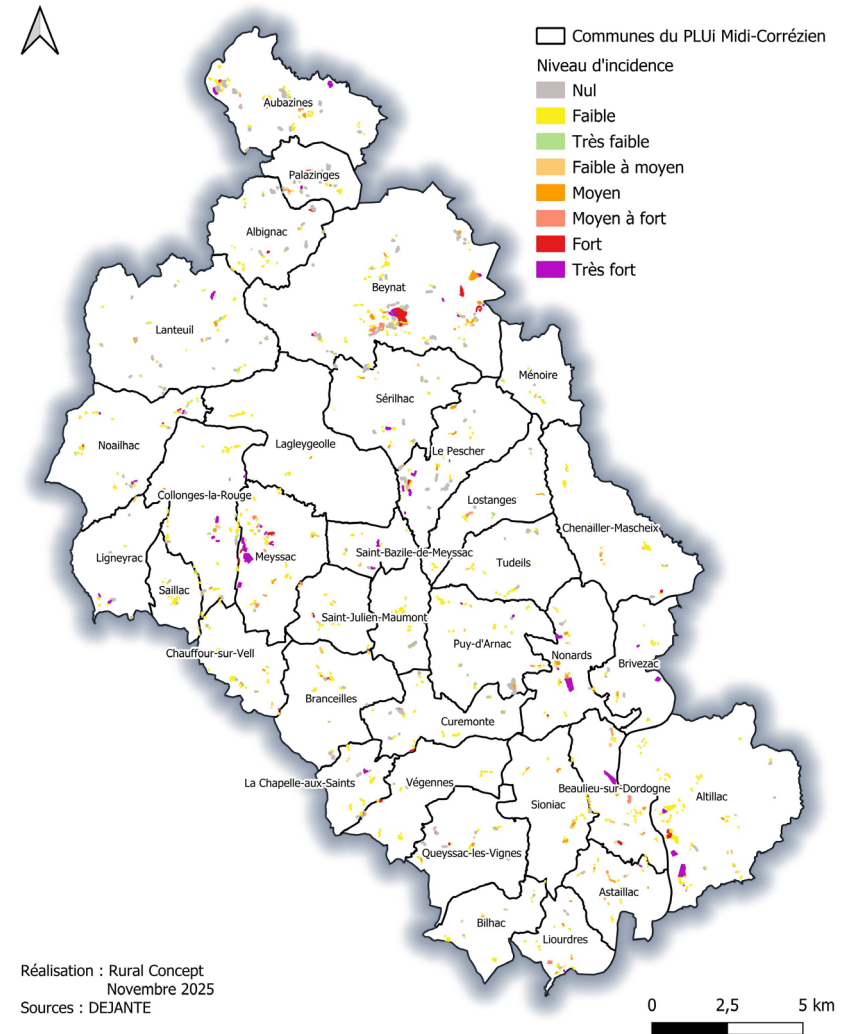 Communes du PLUi Midi-Corrézien
Niveau d'incidence
Nul
Faible
Très faible
Faible à moyen
Moyen
Moyen à fort
Fort
Très fort
Aubazines
Palazinges
Albignac
Beynat
Lanteuil
Ménoire
Sérilhac
Noailhac
Lagleygeolle
Le Pescher
Collonges-la-Rouge
Lostanges
Chenailler-Mascheix
Ligneyrac
Meyssac
Saint-Bazile-de-Meyssac
Tudeils
Saillac
Saint-Julien-Maumont
Chauffour-sur-Vell
Puy-d'Arnac
Nonards
Brivezac
Branceilles
Curemonte
La Chapelle-aux-Saints
Végennes
Beaulieu-sur-Dordogne
Altillac
Sioniac
Queyssac-les-Vignes
Astaillac
Bilhac
Liourdres
Réalisation : Rural Concept
Novembre 2025
Sources : DEJANTE
0 2,5 5 km